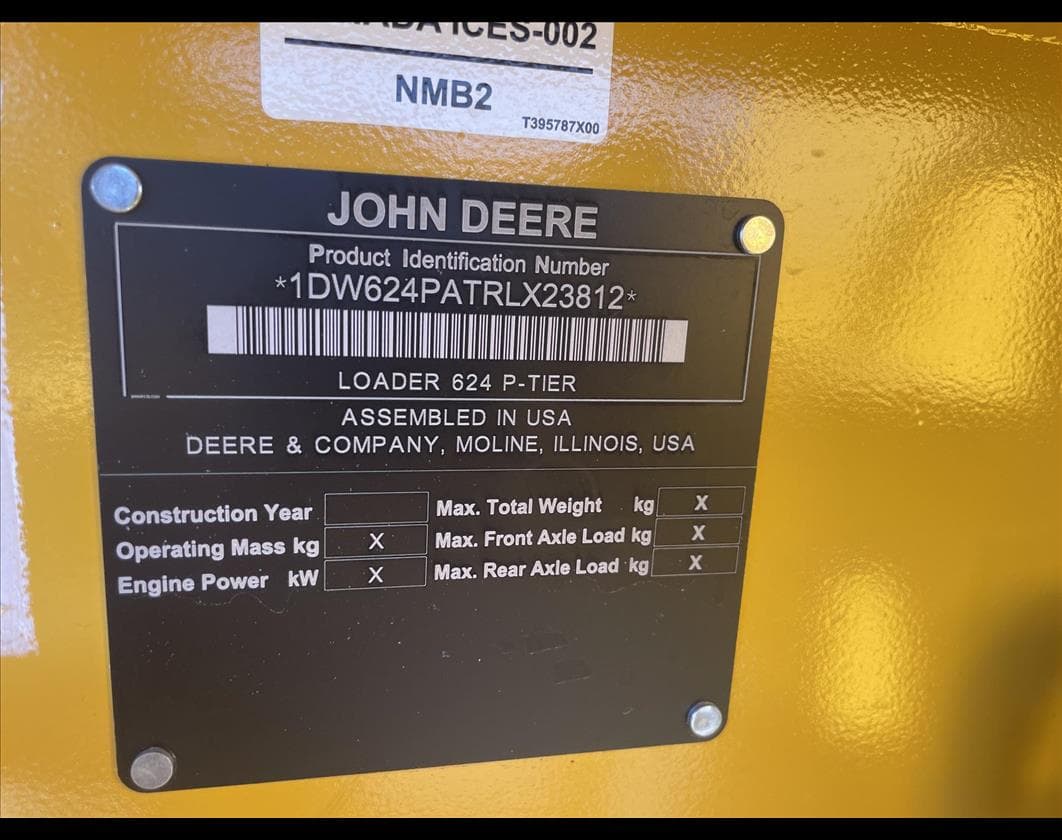 ICES-002
NMB2
T395787X00
JOHN DEERE
Product Identification Number
*1DW624PATRLX23812*
LOADER 624 P-TIER
ASSEMBLED IN USA
DEERE & COMPANY, MOLINE, ILLINOIS, USA
Construction Year
Max. Total Weight kg X
Operating Mass kg X
Max. Front Axle Load kg X
Engine Power kW X
Max. Rear Axle Load kg X